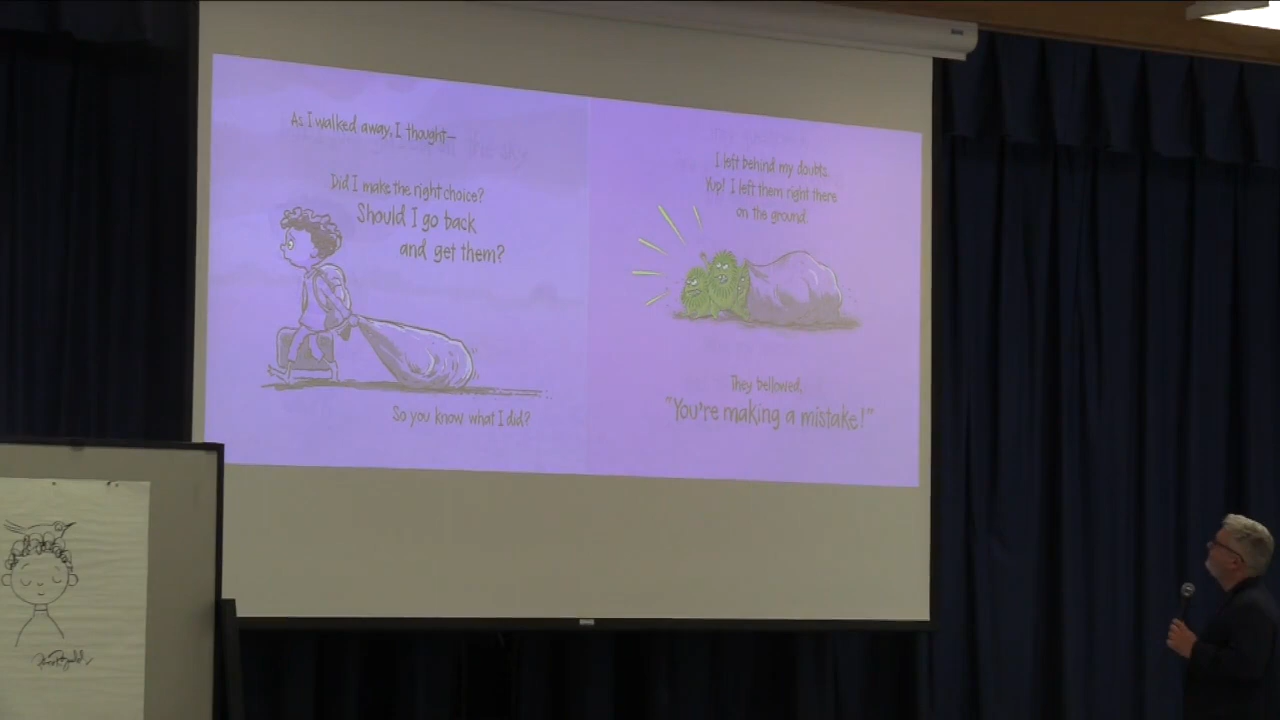 As I walked away, I thought—
Did I make the right choice?
Should I go back
and get them?
So you know what I did?
I left behind my doubts.
Yup! I left them right there
on the ground.
They bellowed,
"You're making a mistake!"